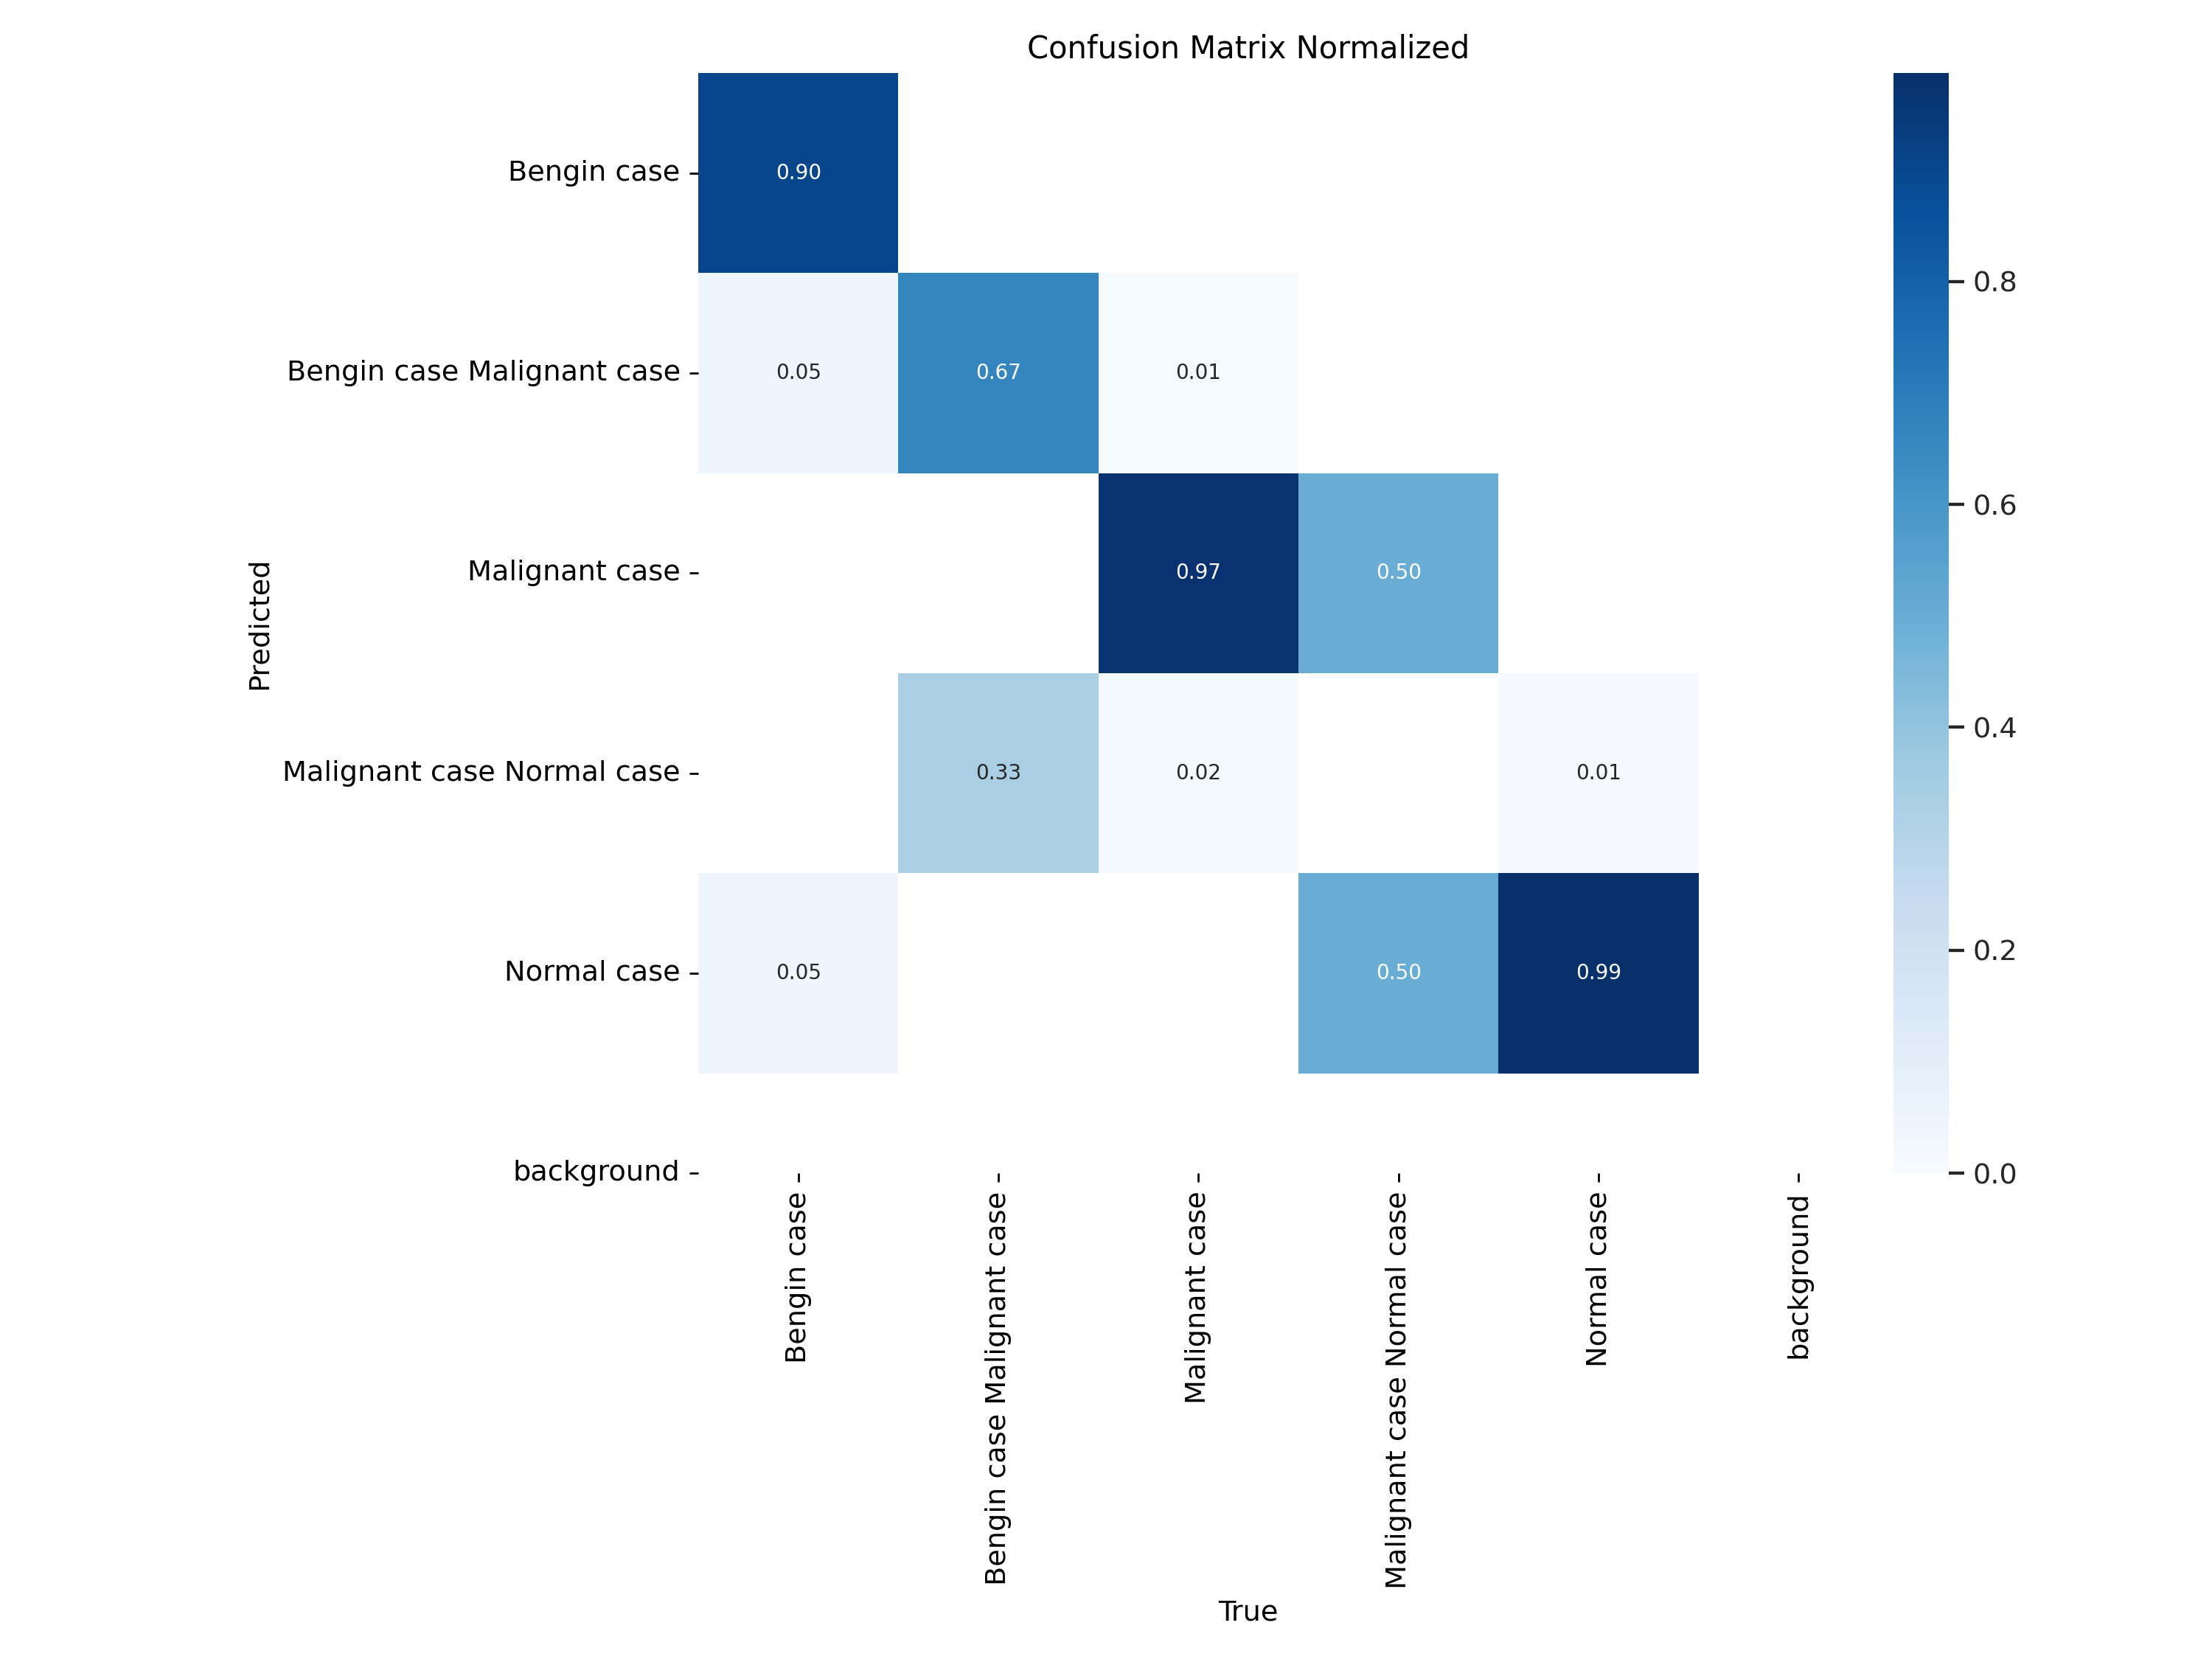 Confusion Matrix Normalized
Predicted
Bengin case
0.90
Bengin case Malignant case
0.05 0.67 0.01
Malignant case
0.97 0.50
Malignant case Normal case
0.33 0.02 0.01
Normal case
0.05 0.50 0.99
background
Bengin case
Bengin case Malignant case
Malignant case
Malignant case Normal case
Normal case
background
True
0.8
0.6
0.4
0.2
0.0